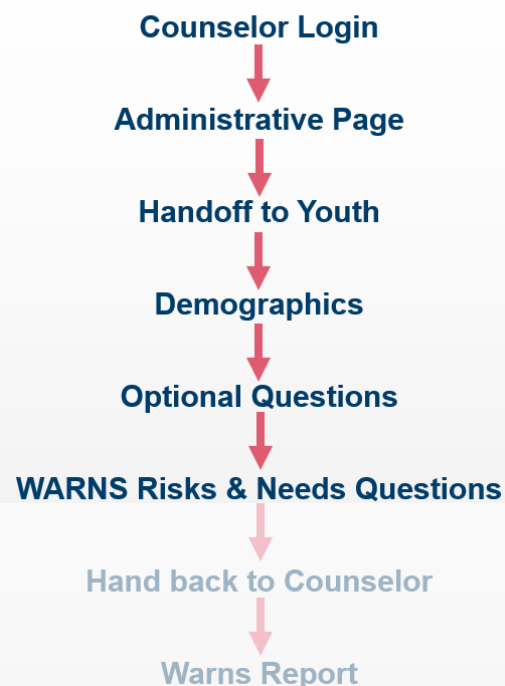 Counselor Login
Administrative Page
Handoff to Youth
Demographics
Optional Questions
WARNS Risks & Needs Questions
Hand back to Counselor
Warns Report